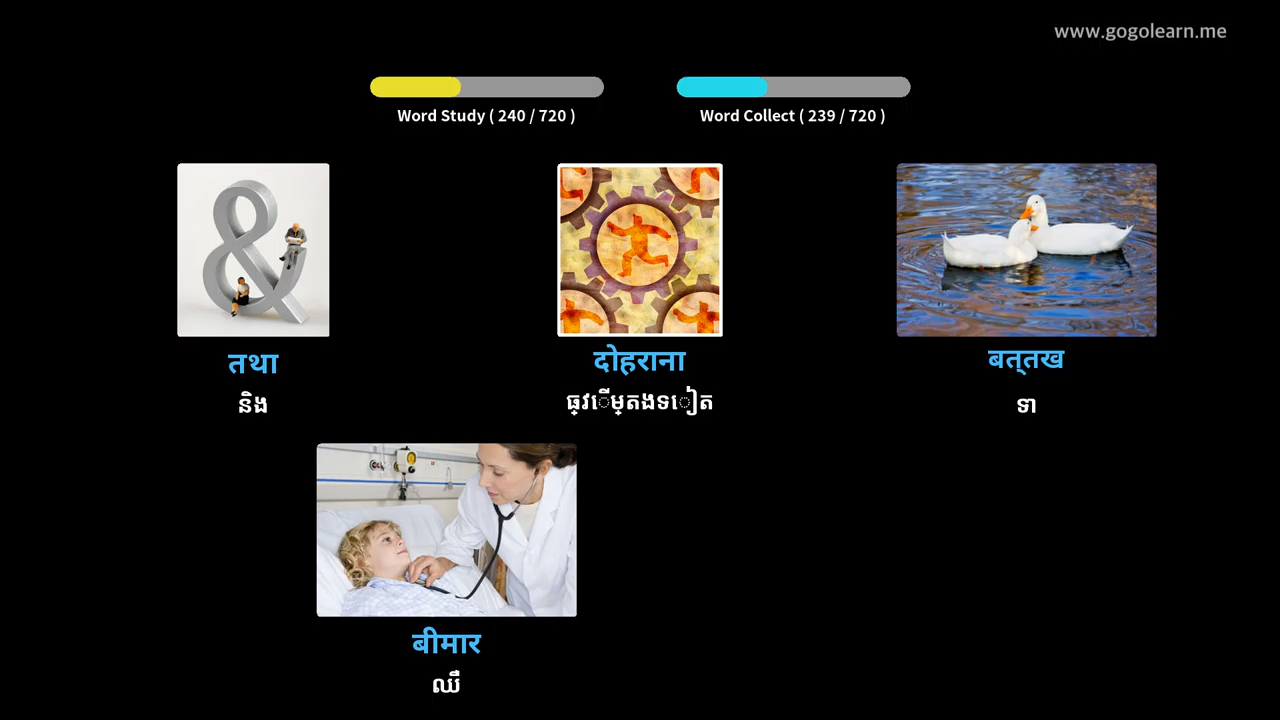 www.gogolearn.me
Word Study ( 240 / 720 )
Word Collect ( 239 / 720 )
तथा
दोहराना
बत्तख
និង
ធ្វើម្តងទៀត
ទា
बीमार
ឈឺ